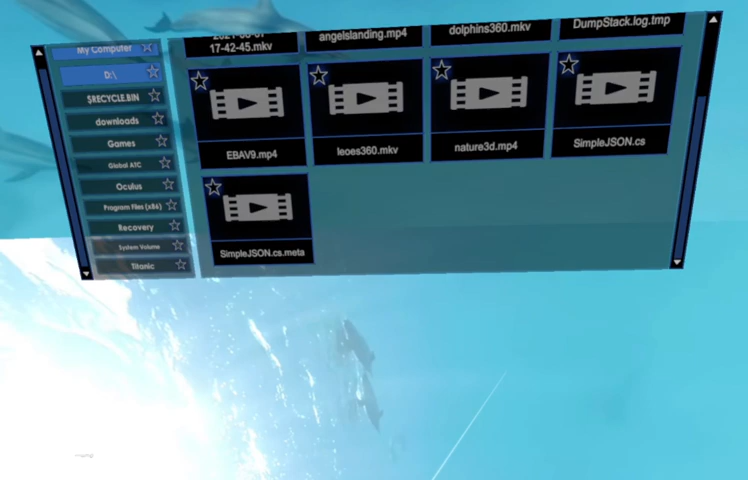 My Computer
D:\
$RECYCLE.BIN
downloads
Games
Global ATC
Oculus
Program Files (x86)
Recovery
System Volume
Titanic
17-42-45.mkv
angelslanding.mp4
dolphins360.mkv
DumpStack.log.tmp
EBAV9.mp4
leoes360.mkv
nature3d.mp4
SimpleJSON.cs
SimpleJSON.cs.meta